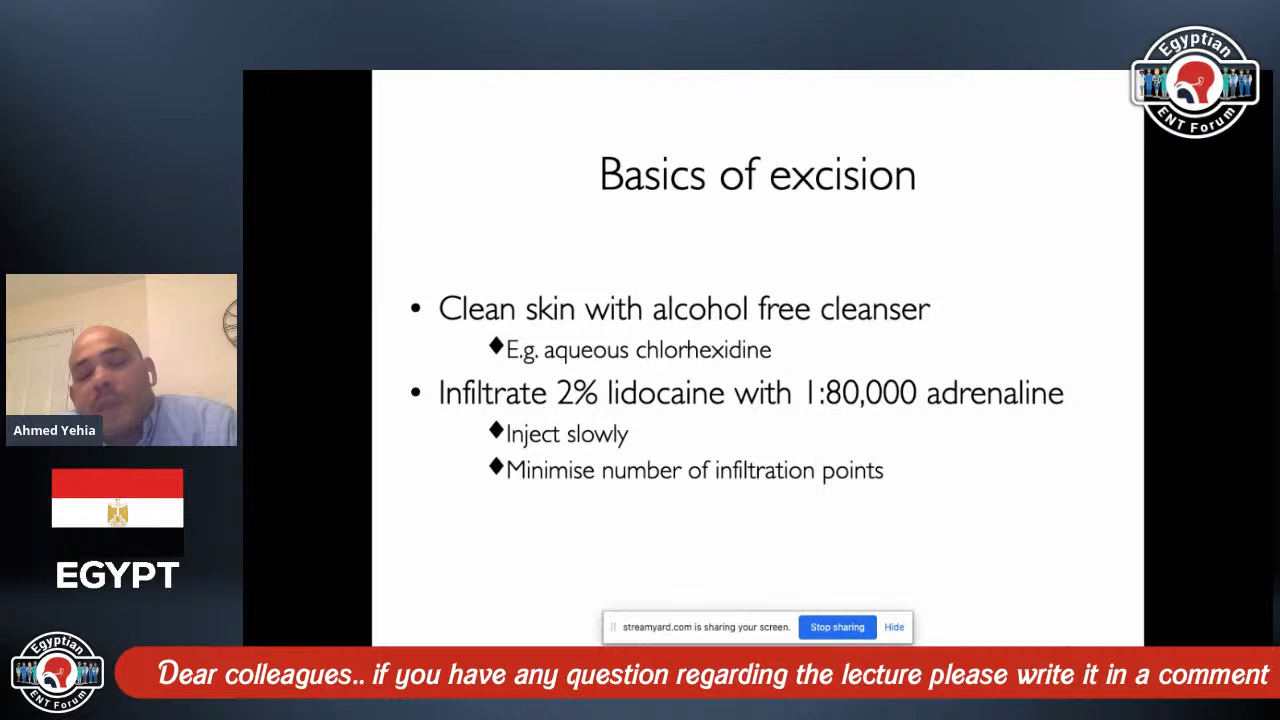 Egyptian
ENT Forum
Basics of excision
• Clean skin with alcohol free cleanser
♦E.g. aqueous chlorhexidine
• Infiltrate 2% lidocaine with 1:80,000 adrenaline
♦Inject slowly
♦Minimise number of infiltration points
Ahmed Yehia
EGYPT
streamyard.com is sharing your screen. Stop sharing Hide
Egyptian
ENT Forum
Dear colleagues.. if you have any question regarding the lecture please write it in a comment